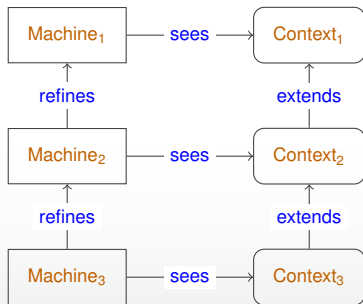 Machine₁ sees Context₁
refines extends
Machine₂ sees Context₂
refines extends
Machine₃ sees Context₃